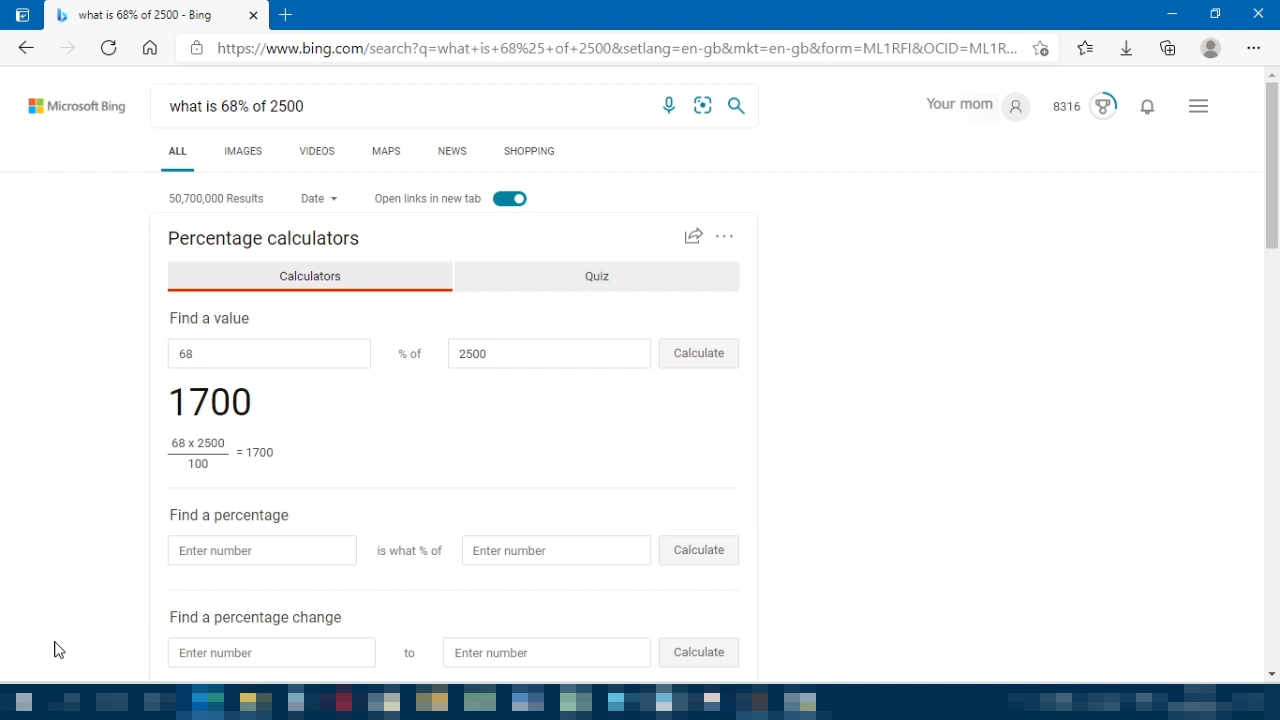 what is 68% of 2500 - Bing
https://www.bing.com/search?q=what+is+68%25+of+2500&setlang=en-gb&mkt=en-gb&form=ML1RFI&OCID=ML1R...
Microsoft Bing
what is 68% of 2500
Your mom
8316
ALL IMAGES VIDEOS MAPS NEWS SHOPPING
50,700,000 Results Date Open links in new tab
Percentage calculators
Calculators Quiz
Find a value
68 % of 2500 Calculate
1700
68 x 2500
= 1700
100
Find a percentage
Enter number is what % of Enter number Calculate
Find a percentage change
Enter number to Enter number Calculate